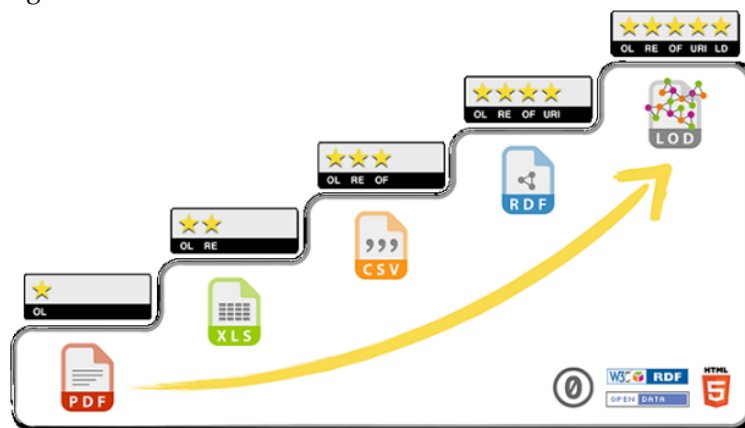 OL RE OF URI LD
LOD
OL RE OF URI
RDF
OL RE OF
,,,
CSV
OL RE
XLS
OL
PDF
0
W3C RDF
OPEN DATA
HTML
5